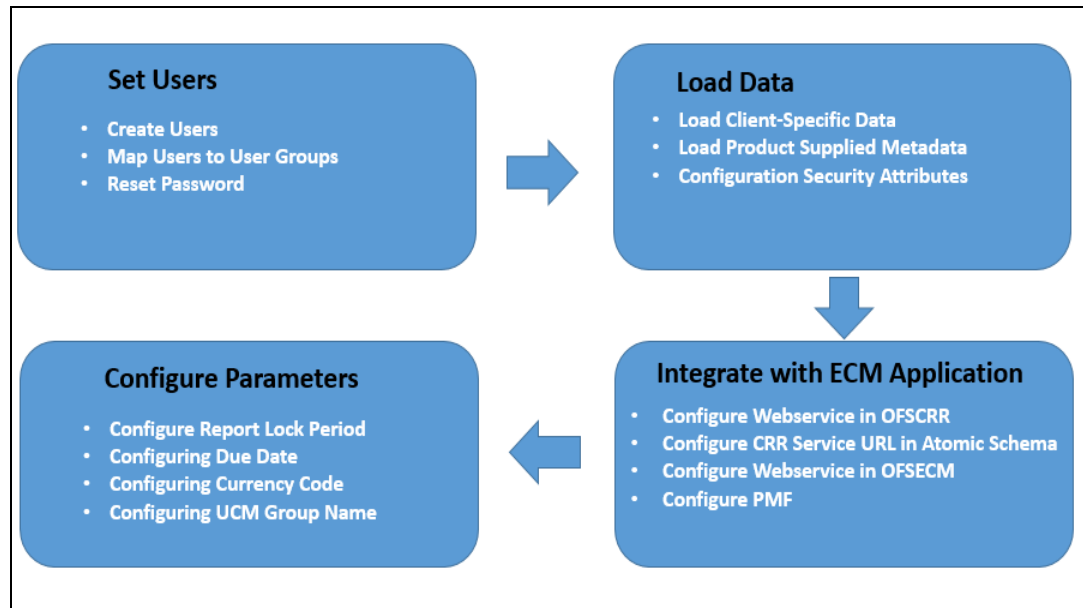 Set Users
• Create Users
• Map Users to User Groups
• Reset Password
Load Data
• Load Client-Specific Data
• Load Product Supplied Metadata
• Configuration Security Attributes
Integrate with ECM Application
• Configure Webservice in OFSCRR
• Configure CRR Service URL in Atomic Schema
• Configure Webservice in OFSECM
• Configure PMF
Configure Parameters
• Configure Report Lock Period
• Configuring Due Date
• Configuring Currency Code
• Configuring UCM Group Name